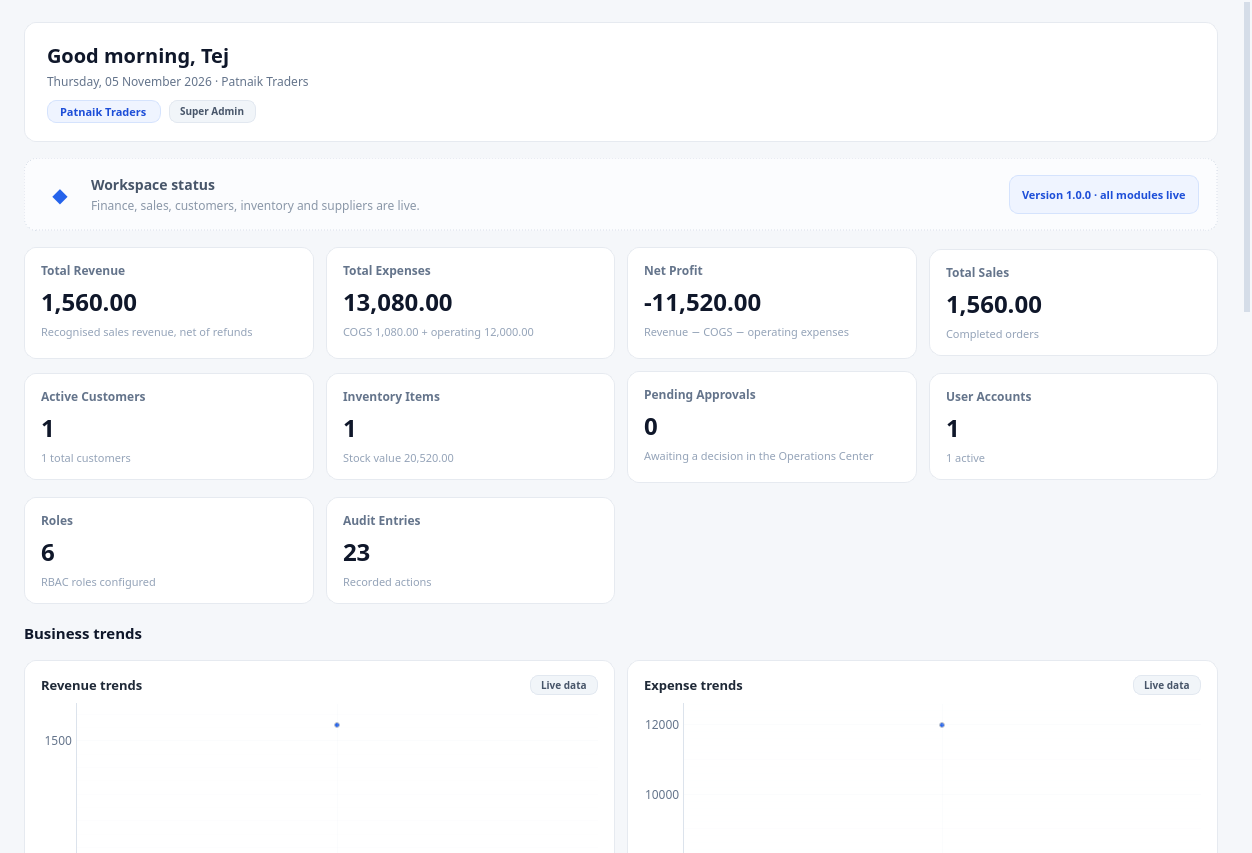 Good morning, Tej
Thursday, 05 November 2026 · Patnaik Traders
Patnaik Traders
Super Admin
Workspace status
Finance, sales, customers, inventory and suppliers are live.
Version 1.0.0 · all modules live
Total Revenue
1,560.00
Recognised sales revenue, net of refunds
Total Expenses
13,080.00
COGS 1,080.00 + operating 12,000.00
Net Profit
-11,520.00
Revenue − COGS − operating expenses
Total Sales
1,560.00
Completed orders
Active Customers
1
1 total customers
Inventory Items
1
Stock value 20,520.00
Pending Approvals
0
Awaiting a decision in the Operations Center
User Accounts
1
1 active
Roles
6
RBAC roles configured
Audit Entries
23
Recorded actions
Business trends
Revenue trends
Live data
1500
Expense trends
Live data
12000
10000